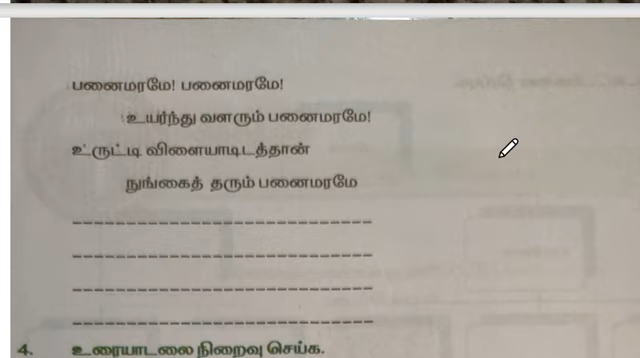 பனைமரமே! பனைமரமே!
உயர்ந்து வளரும் பனைமரமே!
உருட்டி விளையாடிடத்தான்
நுங்கைத் தரும் பனைமரமே
4. உரையாடலை நிறைவு செய்க.